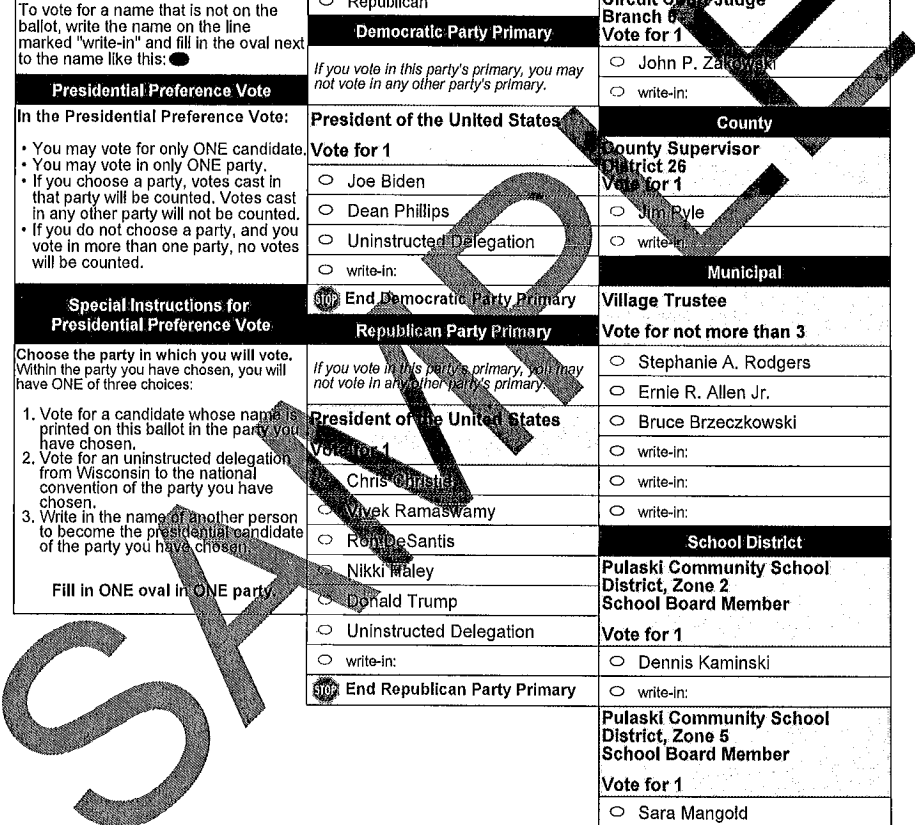 To vote for a name that is not on the
ballot, write the name on the line
marked "write-in" and fill in the oval next
to the name like this:
Presidential Preference Vote
In the Presidential Preference Vote:
• You may vote for only ONE candidate.
• You may vote in only ONE party.
• If you choose a party, votes cast in
that party will be counted. Votes cast
in any other party will not be counted.
• If you do not choose a party, and you
vote in more than one party, no votes
will be counted.
Special Instructions for
Presidential Preference Vote
Choose the party in which you will vote.
Within the party you have chosen, you will
have ONE of three choices:
1. Vote for a candidate whose name is
printed on this ballot in the party you
have chosen.
2. Vote for an uninstructed delegation
from Wisconsin to the national
convention of the party you have
chosen.
3. Write in the name of another person
to become the presidential candidate
of the party you have chosen.
Fill in ONE oval in ONE party.
Republican
Democratic Party Primary
If you vote in this party's primary, you may
not vote in any other party's primary.
President of the United States
Vote for 1
Joe Biden
Dean Phillips
Uninstructed Delegation
write-in:
STOP End Democratic Party Primary
Republican Party Primary
If you vote in this party's primary, you may
not vote in any other party's primary.
President of the United States
Vote for 1
Chris Christie
Vivek Ramaswamy
Ron DeSantis
Nikki Haley
Donald Trump
Uninstructed Delegation
write-in:
STOP End Republican Party Primary
Circuit Court Judge
Branch 6
Vote for 1
John P. Zakowski
write-in:
County
County Supervisor
District 26
Vote for 1
Jim Pyle
write-in:
Municipal
Village Trustee
Vote for not more than 3
Stephanie A. Rodgers
Ernie R. Allen Jr.
Bruce Brzeczkowski
write-in:
write-in:
write-in:
School District
Pulaski Community School
District, Zone 2
School Board Member
Vote for 1
Dennis Kaminski
write-in:
Pulaski Community School
District, Zone 5
School Board Member
Vote for 1
Sara Mangold
SAMPLE